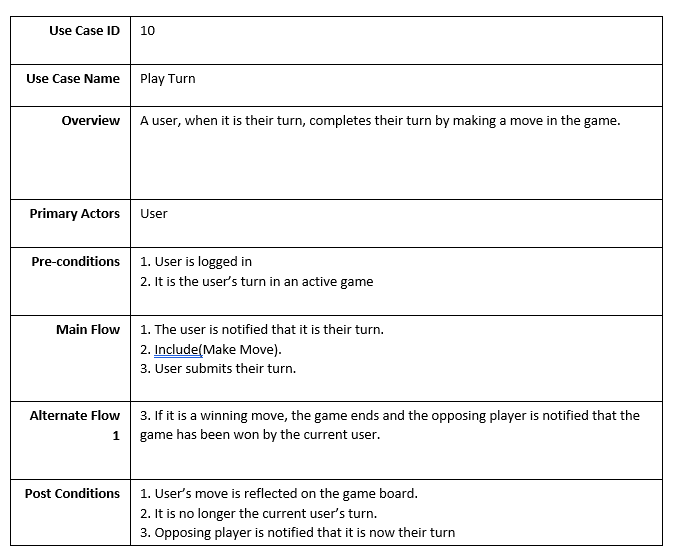 Use Case ID 10
Use Case Name Play Turn
Overview A user, when it is their turn, completes their turn by making a move in the game.
Primary Actors User
Pre-conditions 1. User is logged in
2. It is the user’s turn in an active game
Main Flow 1. The user is notified that it is their turn.
2. Include(Make Move).
3. User submits their turn.
Alternate Flow 3. If it is a winning move, the game ends and the opposing player is notified that the
1 game has been won by the current user.
Post Conditions 1. User’s move is reflected on the game board.
2. It is no longer the current user’s turn.
3. Opposing player is notified that it is now their turn